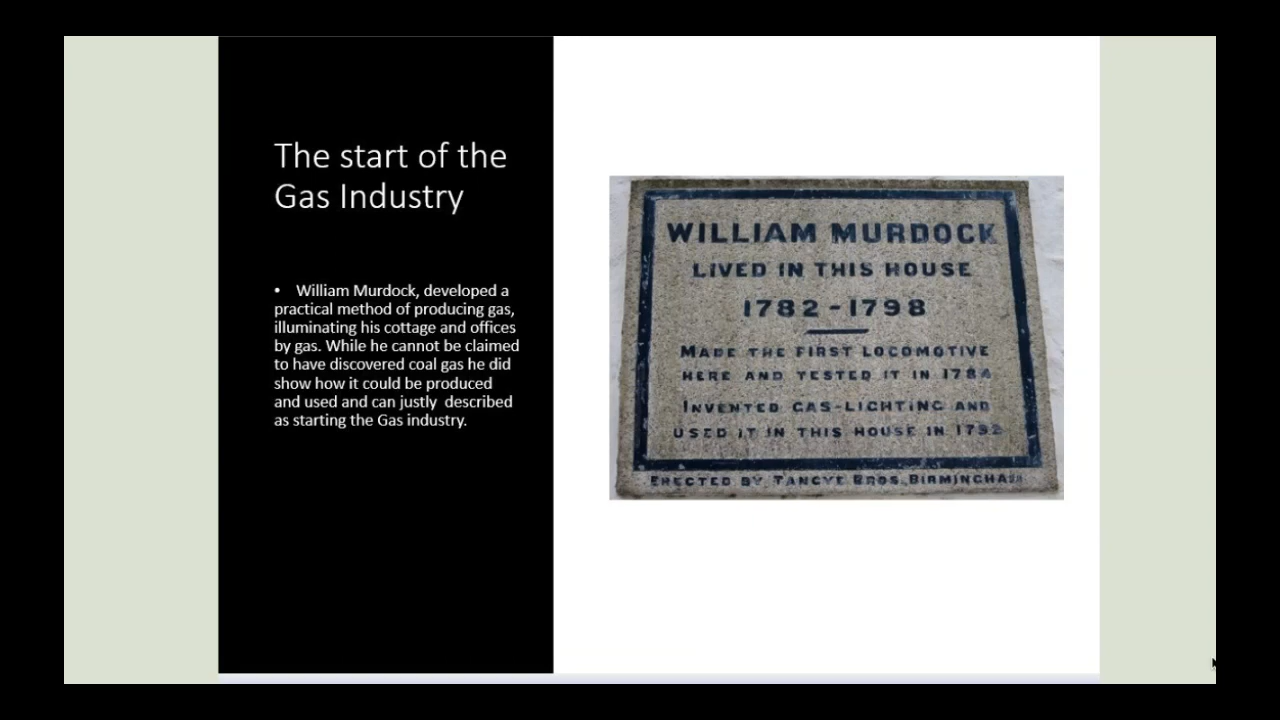 The start of the
Gas Industry
• William Murdock, developed a
practical method of producing gas,
illuminating his cottage and offices
by gas. While he cannot be claimed
to have discovered coal gas he did
show how it could be produced
and used and can justly described
as starting the Gas industry.
WILLIAM MURDOCK
LIVED IN THIS HOUSE
1782-1798
MADE THE FIRST LOCOMOTIVE
HERE AND TESTED IT IN 1784
INVENTED GAS-LIGHTING AND
USED IT IN THIS HOUSE IN 1792
ERECTED BY TANGYE BROS. BIRMINGHAM